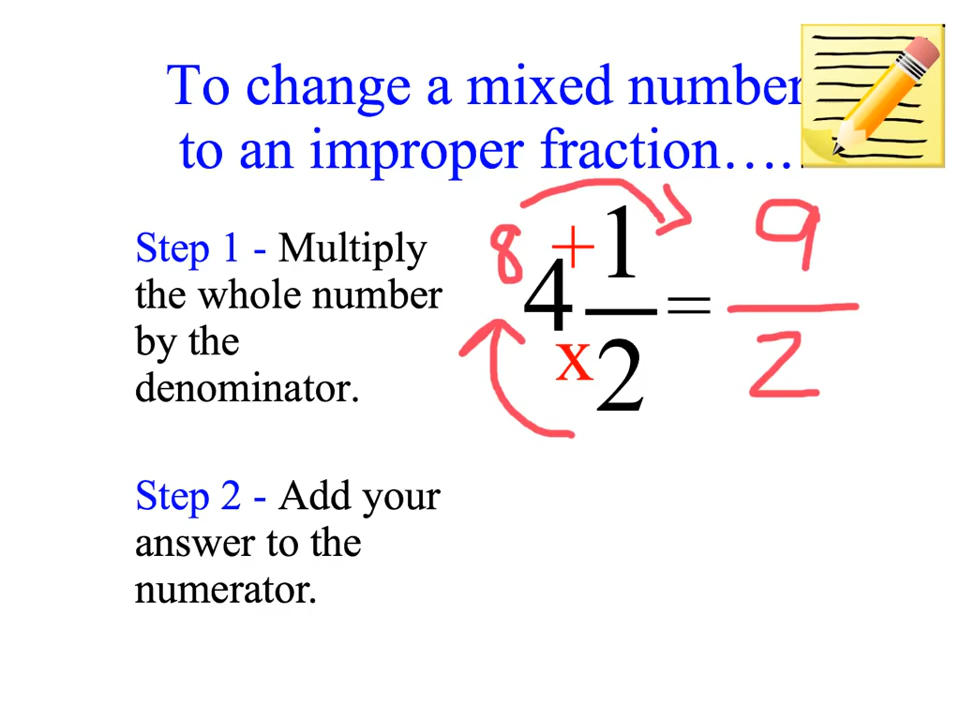 To change a mixed number
to an improper fraction…..
Step 1 - Multiply
the whole number
by the
denominator.
8 + 1 9
4 =
x 2 2
Step 2 - Add your
answer to the
numerator.